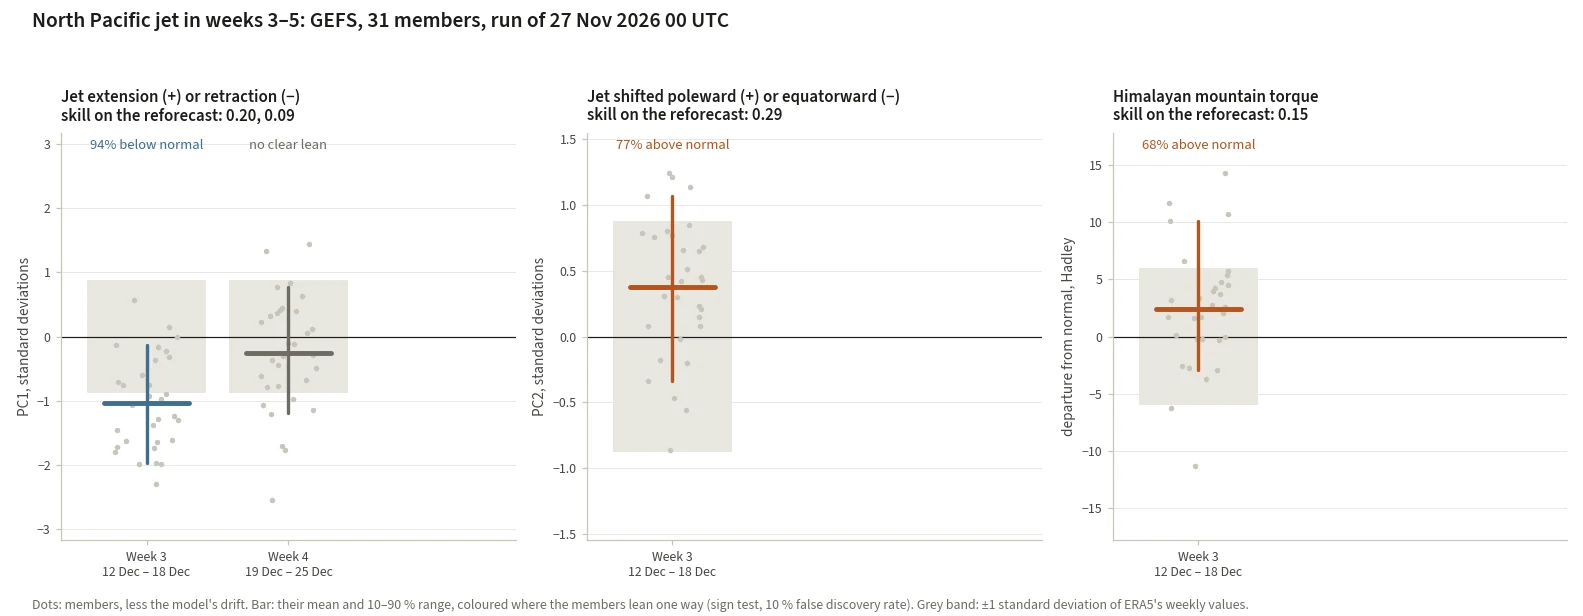 North Pacific jet in weeks 3–5: GEFS, 31 members, run of 27 Nov 2026 00 UTC
Jet extension (+) or retraction (−)
skill on the reforecast: 0.20, 0.09
94% below normal
no clear lean
PC1, standard deviations
3
2
1
0
−1
−2
−3
Week 3
12 Dec – 18 Dec
Week 4
19 Dec – 25 Dec
Jet shifted poleward (+) or equatorward (−)
skill on the reforecast: 0.29
77% above normal
PC2, standard deviations
1.5
1.0
0.5
0.0
−0.5
−1.0
−1.5
Week 3
12 Dec – 18 Dec
Himalayan mountain torque
skill on the reforecast: 0.15
68% above normal
departure from normal, Hadley
15
10
5
0
−5
−10
−15
Week 3
12 Dec – 18 Dec
Dots: members, less the model's drift. Bar: their mean and 10–90 % range, coloured where the members lean one way (sign test, 10 % false discovery rate). Grey band: ±1 standard deviation of ERA5's weekly values.